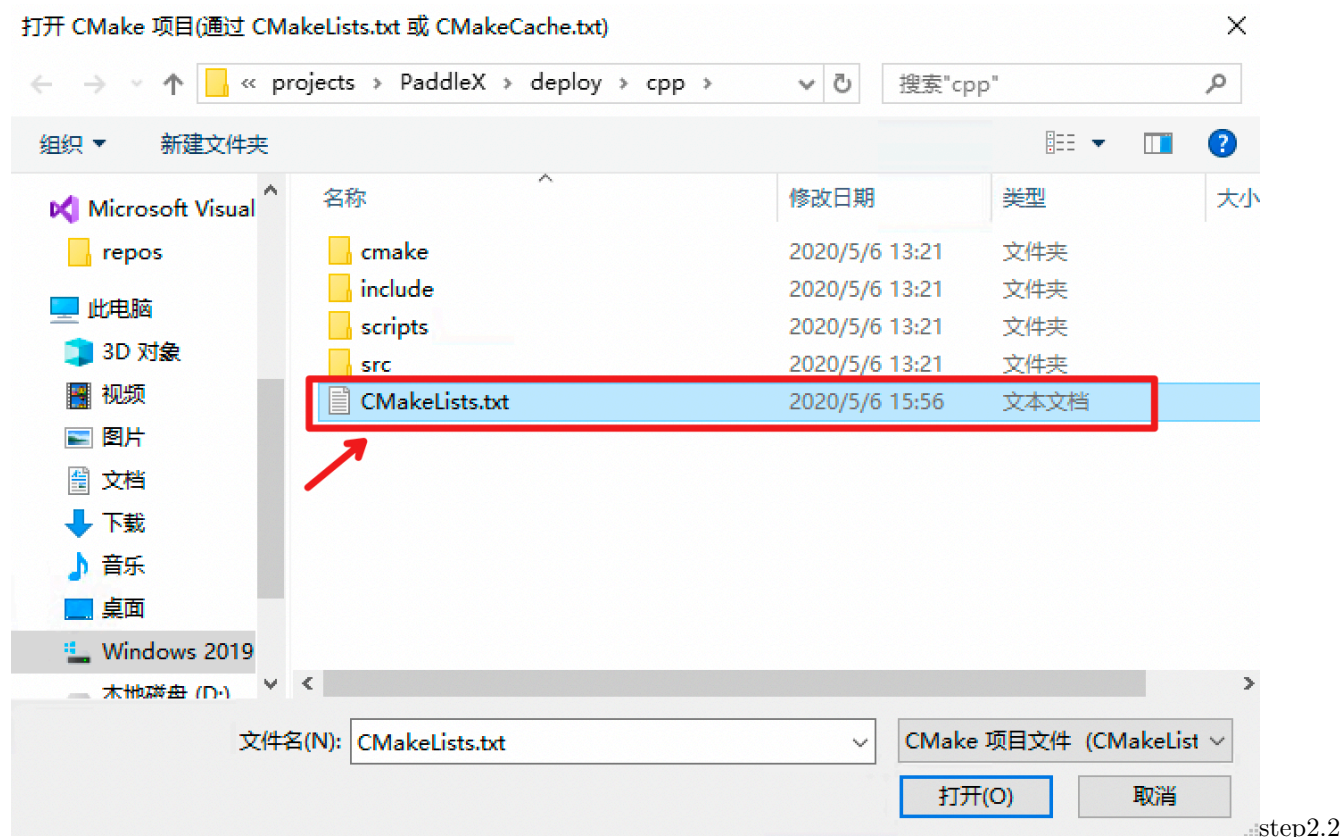 打开 CMake 项目(通过 CMakeLists.txt 或 CMakeCache.txt)
« projects › PaddleX › deploy › cpp ›
搜索"cpp"
组织
新建文件夹
名称
修改日期
类型
大小
Microsoft Visual
repos
此电脑
3D 对象
视频
图片
文档
下载
音乐
桌面
Windows 2019
本地磁盘 (D:)
cmake 2020/5/6 13:21 文件夹
include 2020/5/6 13:21 文件夹
scripts 2020/5/6 13:21 文件夹
src 2020/5/6 13:21 文件夹
CMakeLists.txt 2020/5/6 15:56 文本文档
文件名(N): CMakeLists.txt
CMake 项目文件 (CMakeList
打开(O)
取消
step2.2